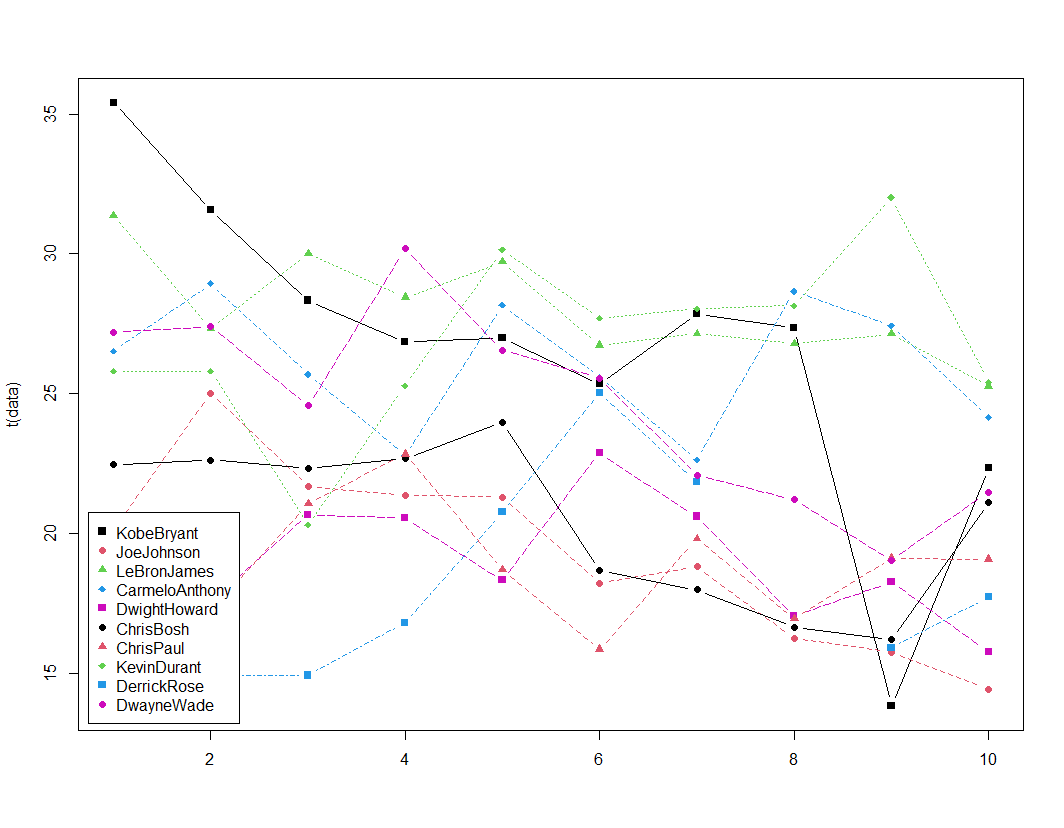 35
30
25
20
15
t(data)
KobeBryant
JoeJohnson
LeBronJames
CarmeloAnthony
DwightHoward
ChrisBosh
ChrisPaul
KevinDurant
DerrickRose
DwayneWade
2 4 6 8 10